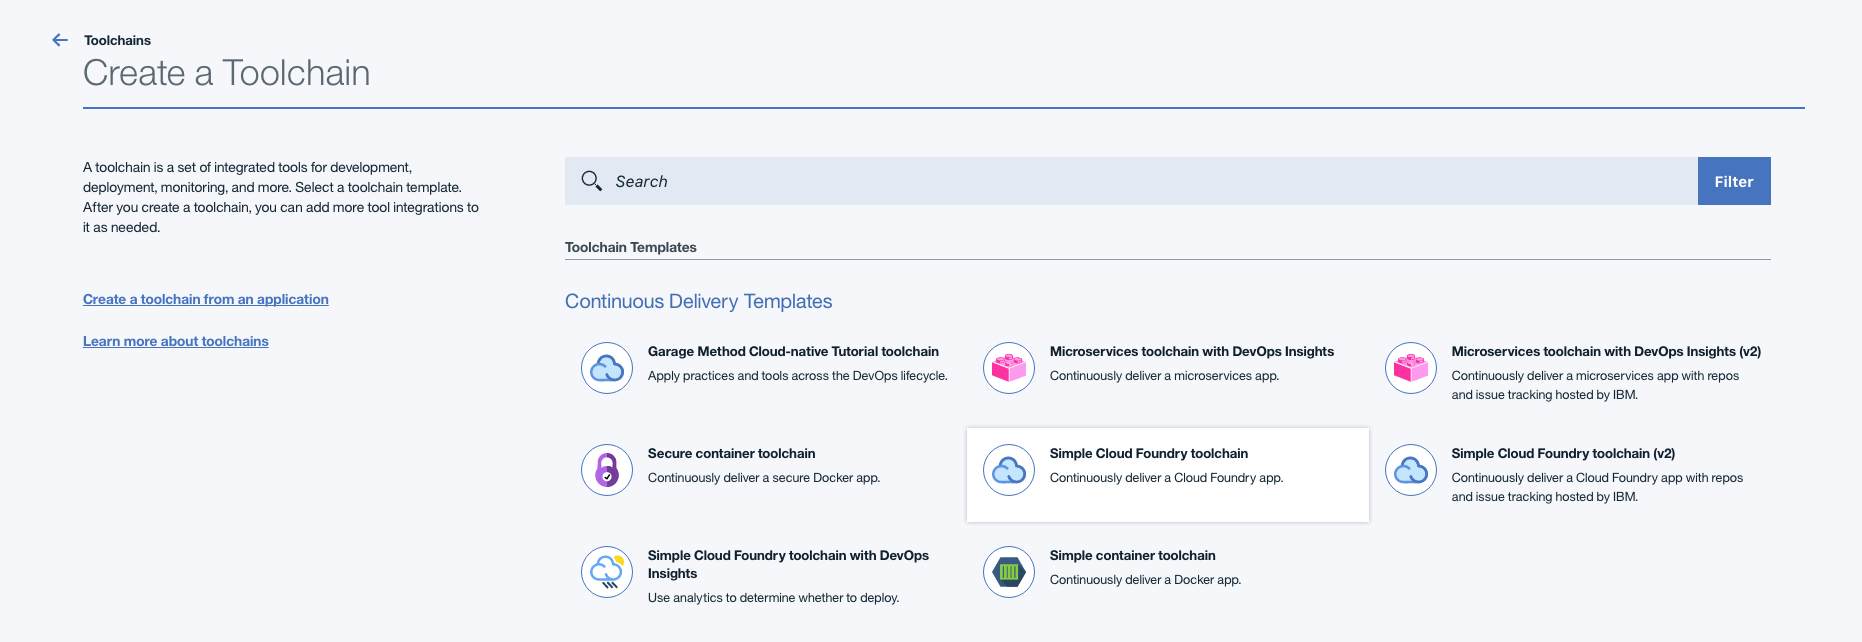 Toolchains
Create a Toolchain
A toolchain is a set of integrated tools for development,
deployment, monitoring, and more. Select a toolchain template.
After you create a toolchain, you can add more tool integrations to
it as needed.
Create a toolchain from an application
Learn more about toolchains
Search
Filter
Toolchain Templates
Continuous Delivery Templates
Garage Method Cloud-native Tutorial toolchain
Apply practices and tools across the DevOps lifecycle.
Microservices toolchain with DevOps Insights
Continuously deliver a microservices app.
Microservices toolchain with DevOps Insights (v2)
Continuously deliver a microservices app with repos
and issue tracking hosted by IBM.
Secure container toolchain
Continuously deliver a secure Docker app.
Simple Cloud Foundry toolchain
Continuously deliver a Cloud Foundry app.
Simple Cloud Foundry toolchain (v2)
Continuously deliver a Cloud Foundry app with repos
and issue tracking hosted by IBM.
Simple Cloud Foundry toolchain with DevOps
Insights
Use analytics to determine whether to deploy.
Simple container toolchain
Continuously deliver a Docker app.